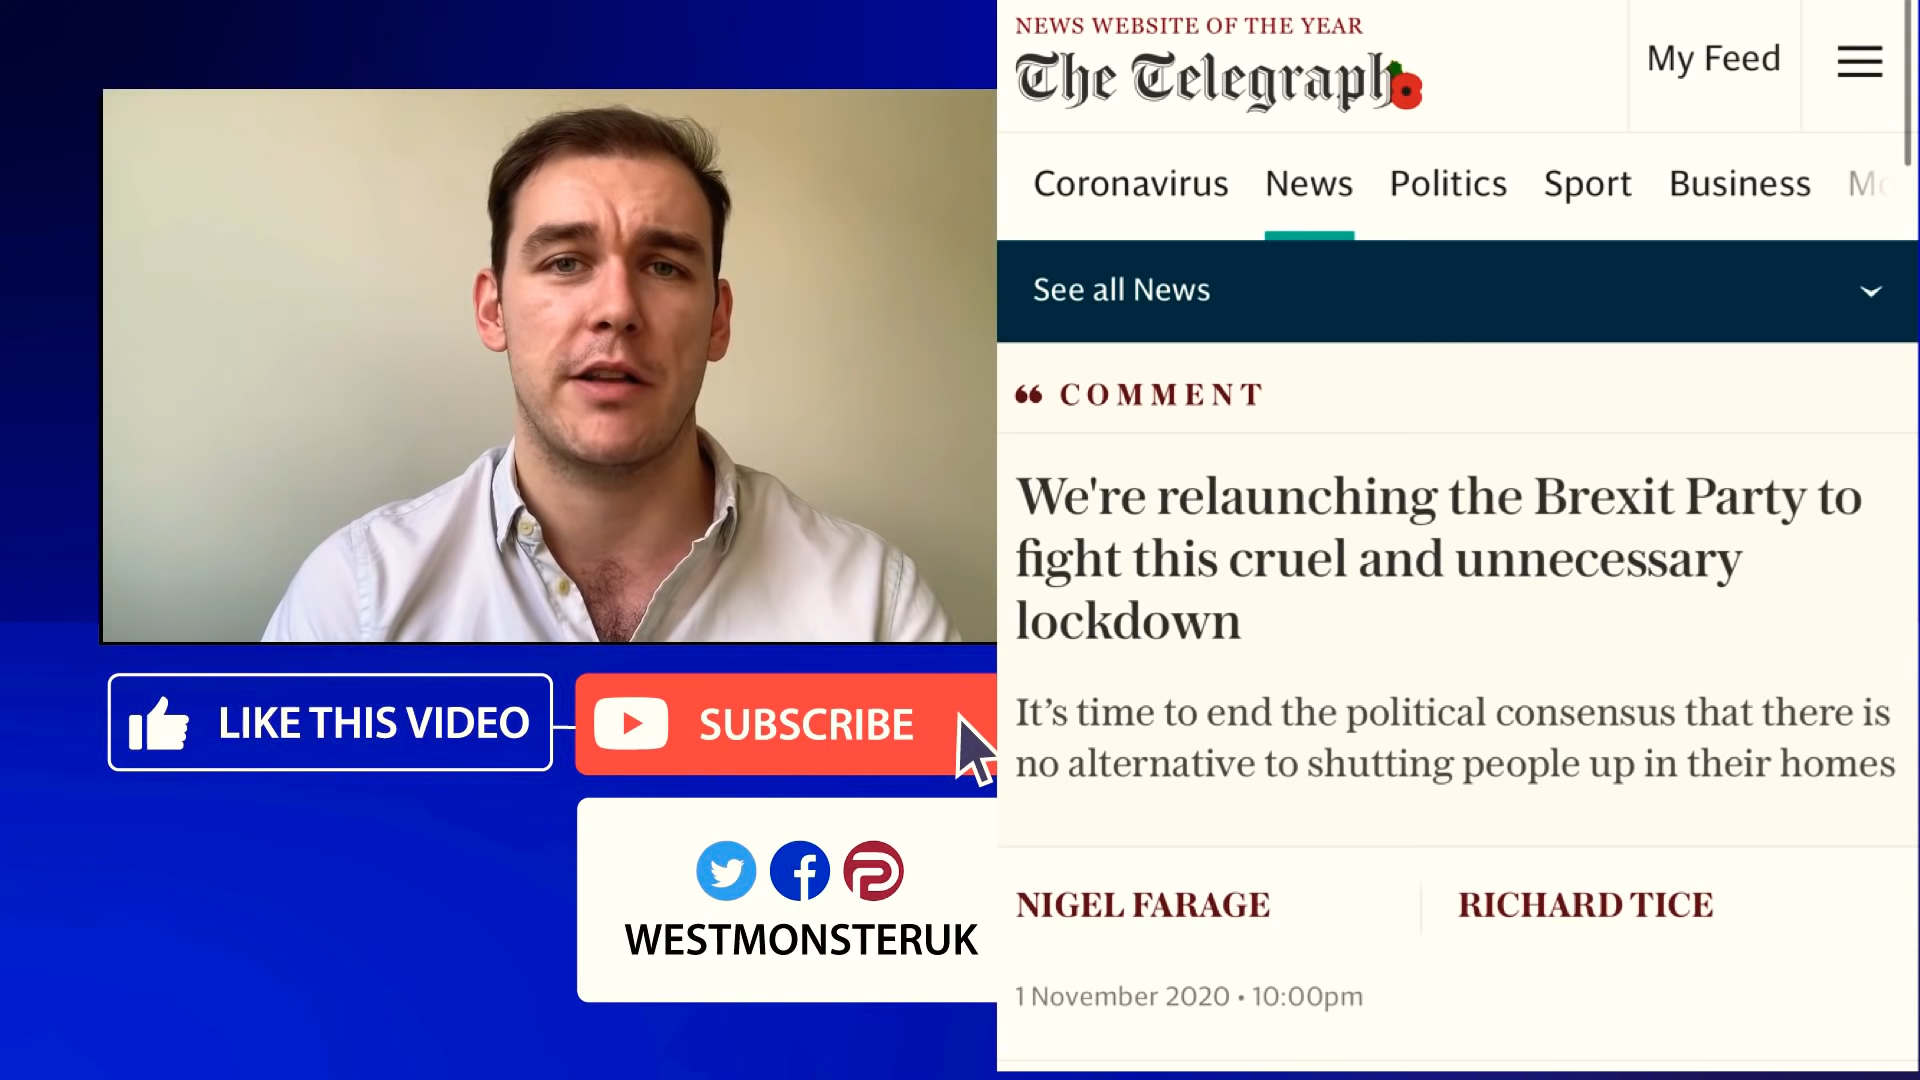 LIKE THIS VIDEO
SUBSCRIBE
WESTMONSTERUK
NEWS WEBSITE OF THE YEAR
The Telegraph
My Feed
Coronavirus News Politics Sport Business
See all News
COMMENT
We're relaunching the Brexit Party to
fight this cruel and unnecessary
lockdown
It's time to end the political consensus that there is
no alternative to shutting people up in their homes
NIGEL FARAGE
RICHARD TICE
1 November 2020 • 10:00pm